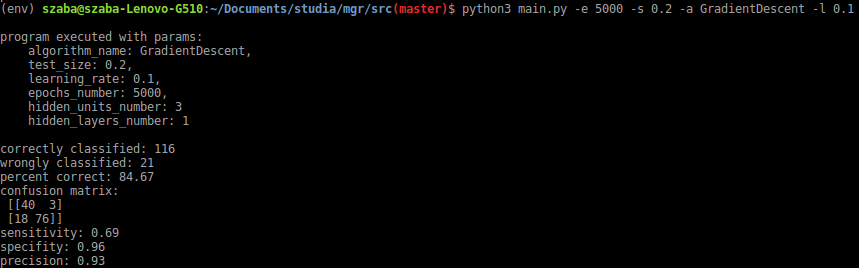 (env) szaba@szaba-Lenovo-G510:~/Documents/studia/mgr/src(master)$ python3 main.py -e 5000 -s 0.2 -a GradientDescent -l 0.1
program executed with params:
algorithm_name: GradientDescent,
test_size: 0.2,
learning_rate: 0.1,
epochs_number: 5000,
hidden_units_number: 3
hidden_layers_number: 1
correctly classified: 116
wrongly classified: 21
percent correct: 84.67
confusion matrix:
[[40  3]
[18 76]]
sensitivity: 0.69
specifity: 0.96
precision: 0.93